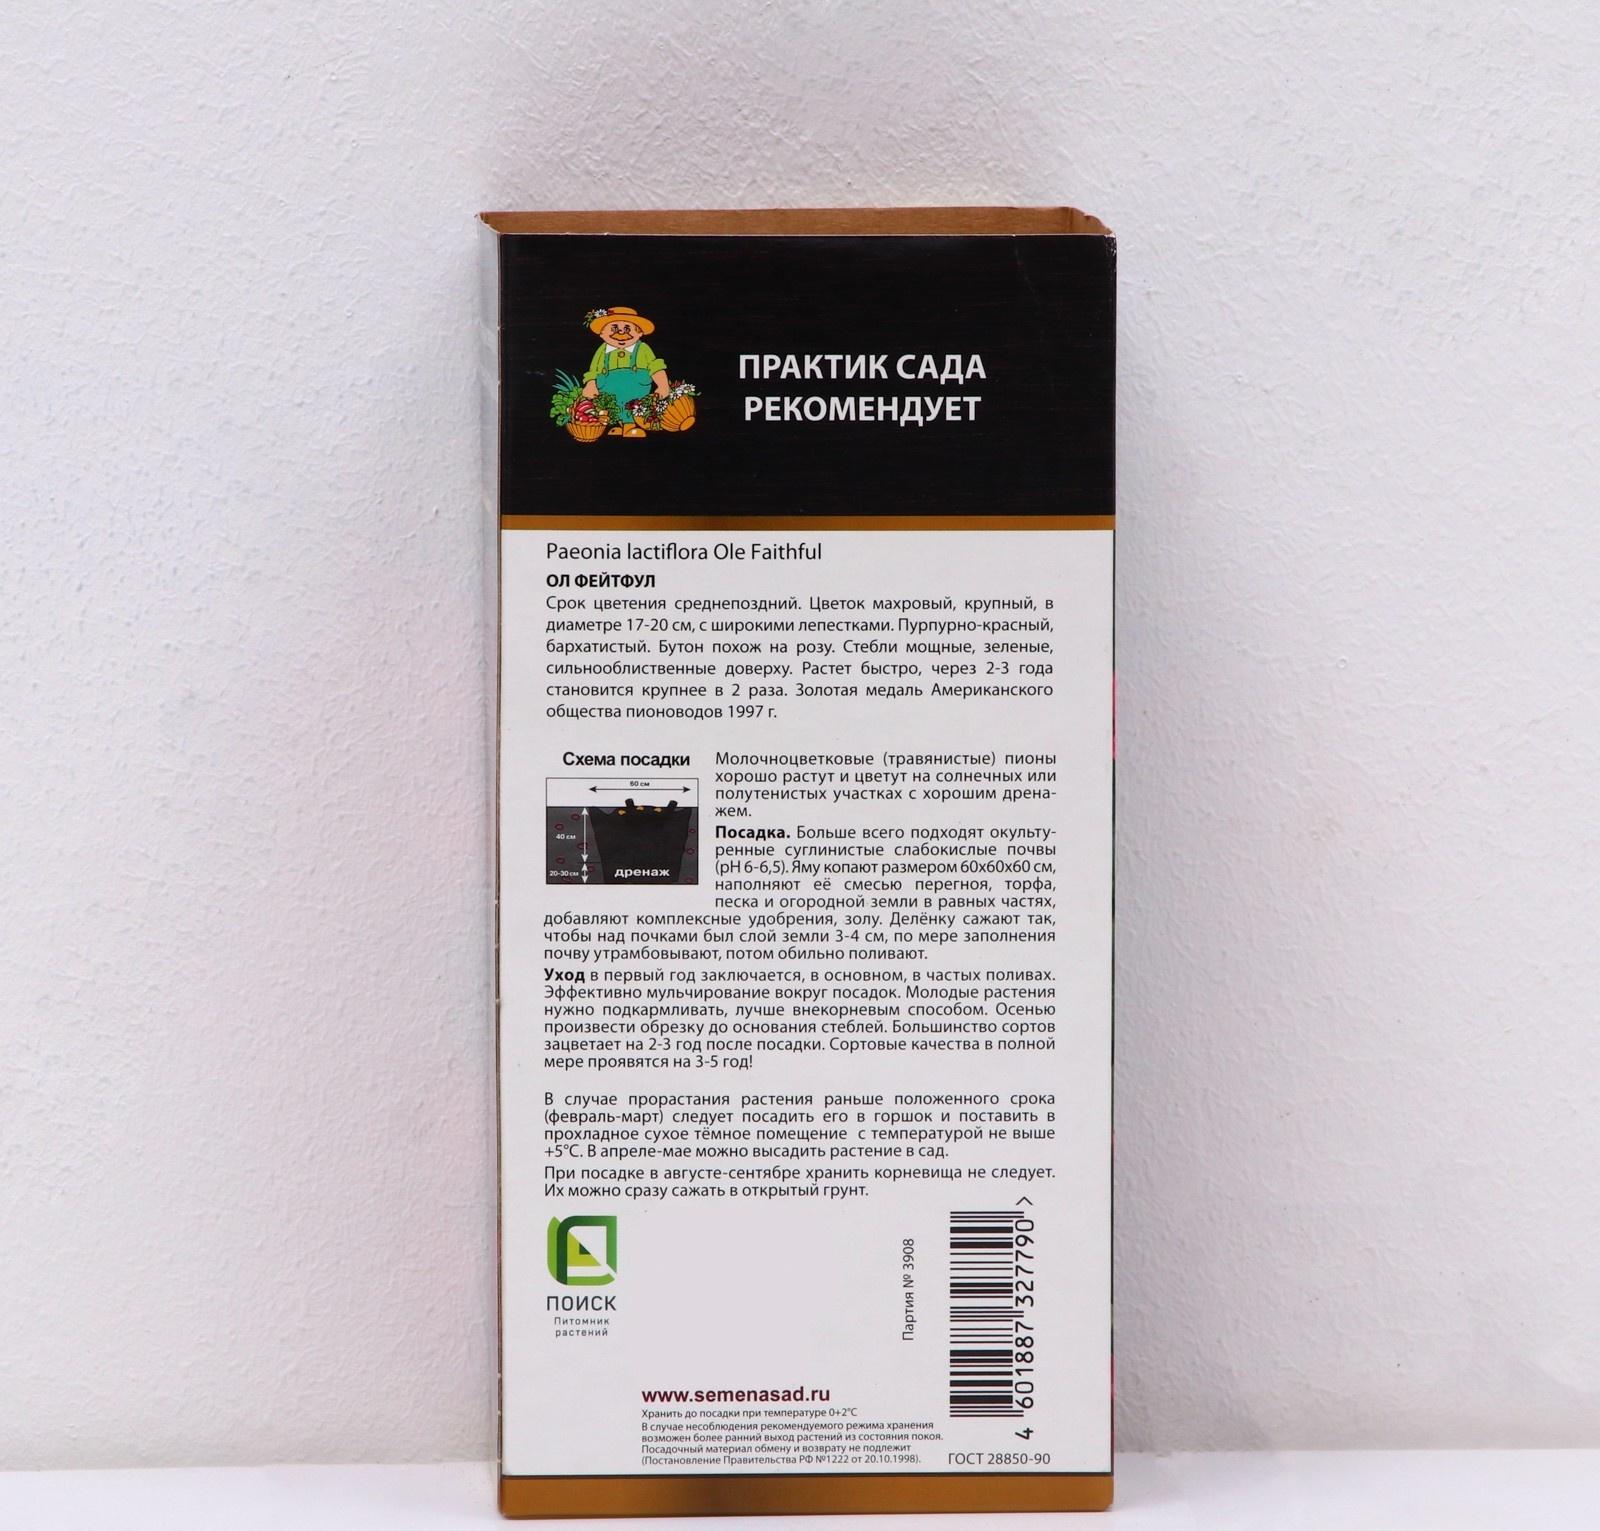 ПРАКТИК САДА
РЕКОМЕНДУЕТ
Paeonia lactiflora Ole Faithful
ОЛ ФЕЙТФУЛ
Срок цветения среднепоздний. Цветок махровый, крупный, в
диаметре 17-20 см, с широкими лепестками. Пурпурно-красный,
бархатистый. Бутон похож на розу. Стебли мощные, зеленые,
сильнооблиственные доверху. Растет быстро, через 2-3 года
становится крупнее в 2 раза. Золотая медаль Американского
общества пионоводов 1997 г.
Схема посадки
60 см
40 см
20-30 см
дренаж
Молочноцветковые (травянистые) пионы
хорошо растут и цветут на солнечных или
полутенистых участках с хорошим дрена-
жем.
Посадка. Больше всего подходят окульту-
ренные суглинистые слабокислые почвы
(pH 6-6,5). Яму копают размером 60х60х60 см,
наполняют её смесью перегноя, торфа,
песка и огородной земли в равных частях,
добавляют комплексные удобрения, золу. Делёнку сажают так,
чтобы над почками был слой земли 3-4 см, по мере заполнения
почву утрамбовывают, потом обильно поливают.
Уход в первый год заключается, в основном, в частых поливах.
Эффективно мульчирование вокруг посадок. Молодые растения
нужно подкармливать, лучше внекорневым способом. Осенью
произвести обрезку до основания стеблей. Большинство сортов
зацветает на 2-3 год после посадки. Сортовые качества в полной
мере проявятся на 3-5 год!
В случае прорастания растения раньше положенного срока
(февраль-март) следует посадить его в горшок и поставить в
прохладное сухое тёмное помещение с температурой не выше
+5°С. В апреле-мае можно высадить растение в сад.
При посадке в августе-сентябре хранить корневища не следует.
Их можно сразу сажать в открытый грунт.
ПОИСК
Питомник
растений
Партия № 3908
4 601887 327790 >
www.semenasad.ru
Хранить до посадки при температуре 0+2°С
В случае несоблюдения рекомендуемого режима хранения
возможен более ранний выход растений из состояния покоя.
Посадочный материал обмену и возврату не подлежит
(Постановление Правительства РФ №1222 от 20.10.1998).
ГОСТ 28850-90